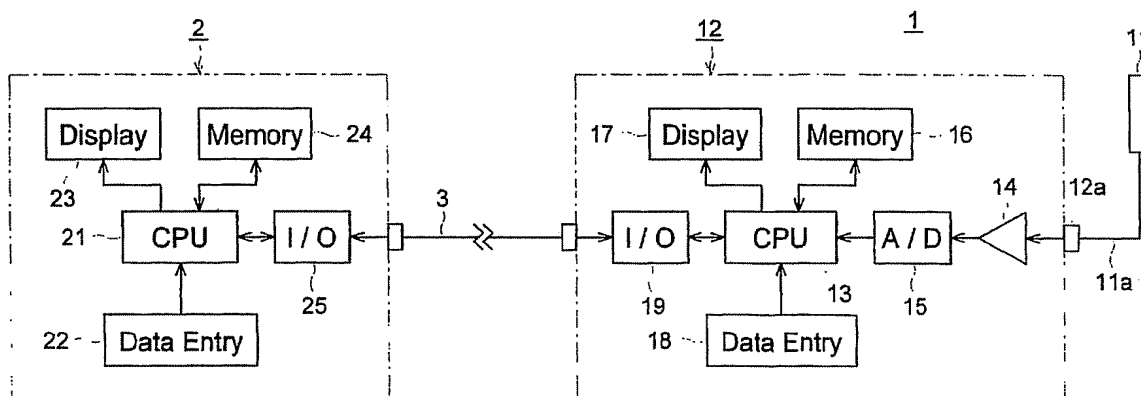 2 12 1 11
Display Memory 24 17 Display Memory 16
23 3 14 12a
21 CPU I / O I / O CPU A / D
25 19 13 15 11a
22 Data Entry 18 Data Entry